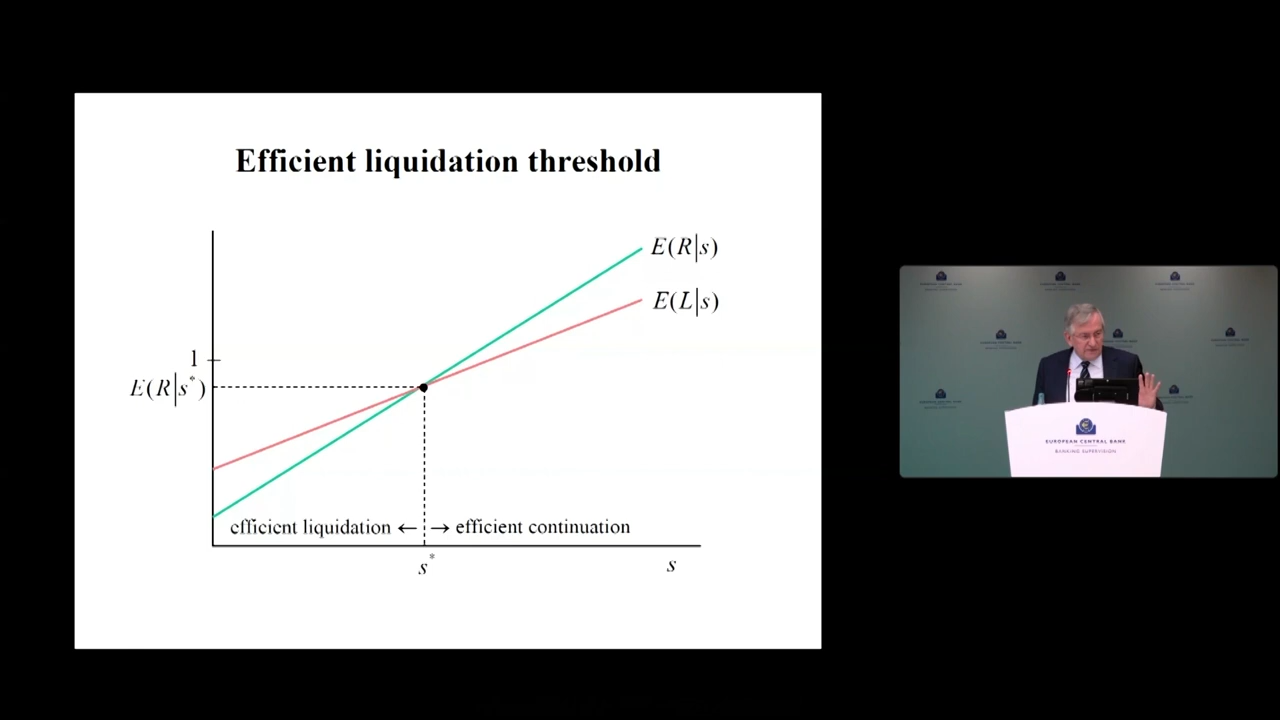 Efficient liquidation threshold
E(R|s)
E(L|s)
1
E(R|s*)
efficient liquidation ← → efficient continuation
s*
s
EUROPEAN CENTRAL BANK
BANKING SUPERVISION